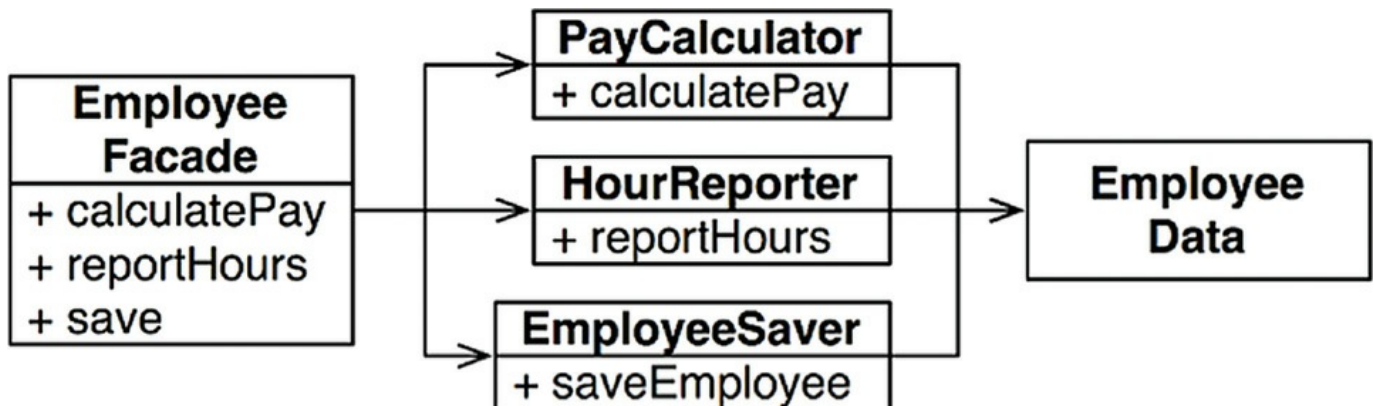 Employee
Facade
+ calculatePay
+ reportHours
+ save
PayCalculator
+ calculatePay
HourReporter
+ reportHours
EmployeeSaver
+ saveEmployee
Employee
Data